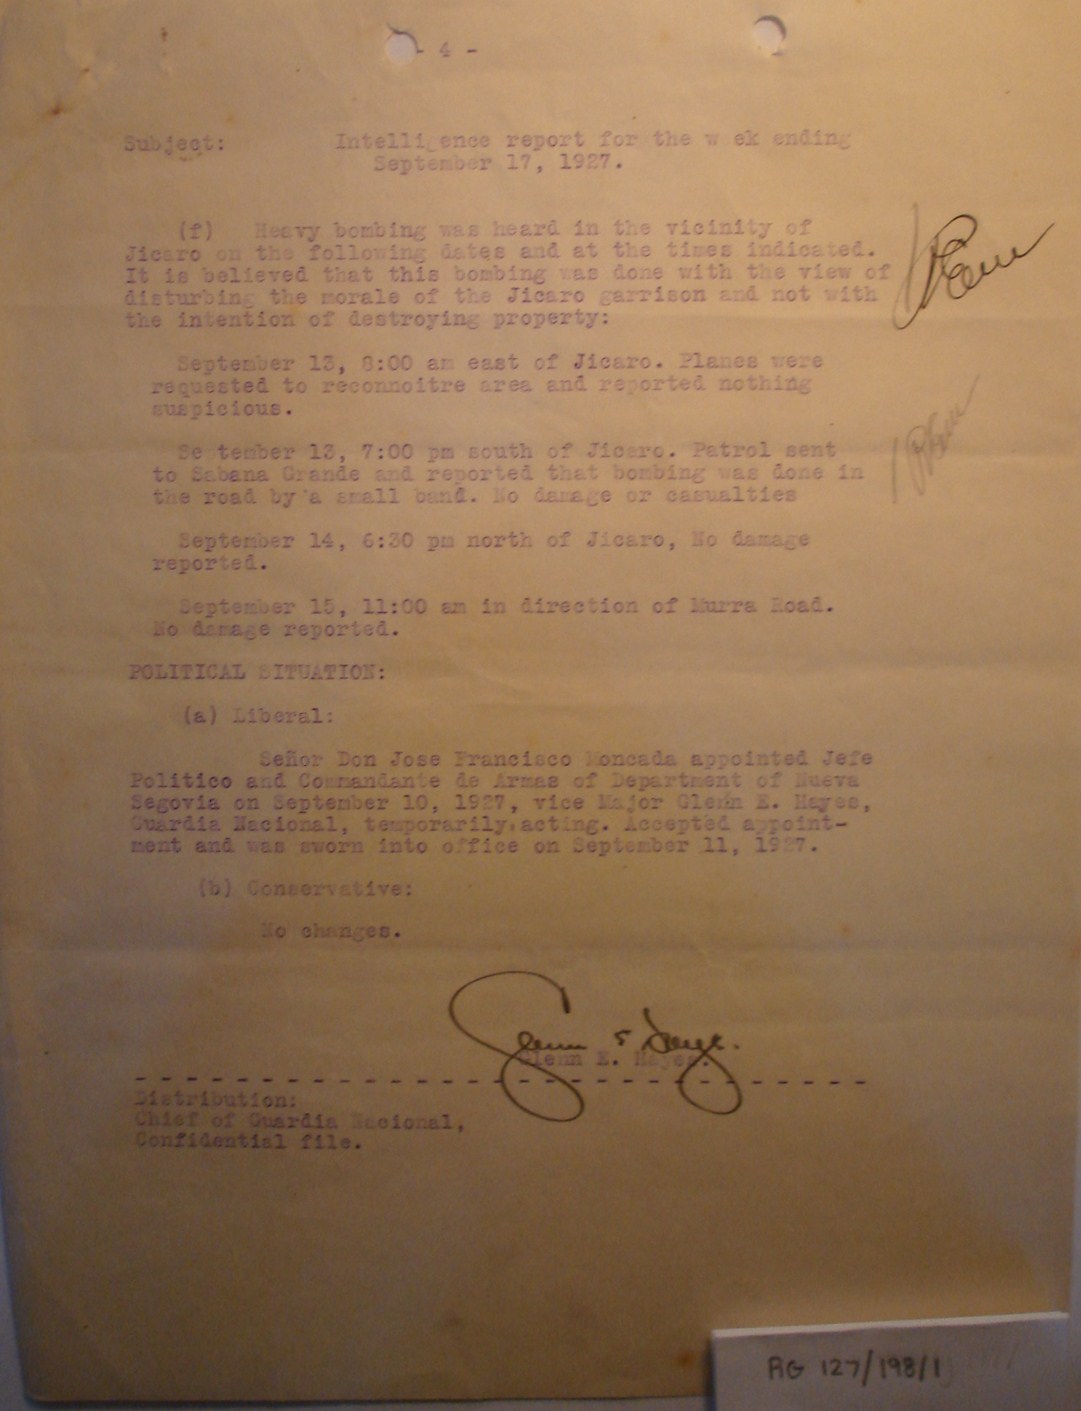 - 4 -
Subject: Intelligence report for the week ending
September 17, 1927.
(f) Heavy bombing was heard in the vicinity of
Jicaro on the following dates and at the times indicated.
It is believed that this bombing was done with the view of
disturbing the morale of the Jicaro garrison and not with
the intention of destroying property:
September 13, 8:00 am east of Jicaro. Planes were
requested to reconnoitre area and reported nothing
suspicious.
September 13, 7:00 pm south of Jicaro. Patrol sent
to Sabana Grande and reported that bombing was done in
the road by a small band. No damage or casualties
September 14, 6:30 pm north of Jicaro, No damage
reported.
September 15, 11:00 am in direction of Murra Road.
No damage reported.
POLITICAL SITUATION:
(a) Liberal:
Señor Don Jose Francisco Moncada appointed Jefe
Politico and Commandante de Armas of Department of Nueva
Segovia on September 10, 1927, vice Major Glenn E. Hayes,
Guardia Nacional, temporarily acting. Accepted appoint-
ment and was sworn into office on September 11, 1927.
(b) Conservative:
No changes.
Glenn E. Hayes.
Glenn E. Hayes.
Distribution:
Chief of Guardia Nacional,
Confidential file.
RG 127/198/1